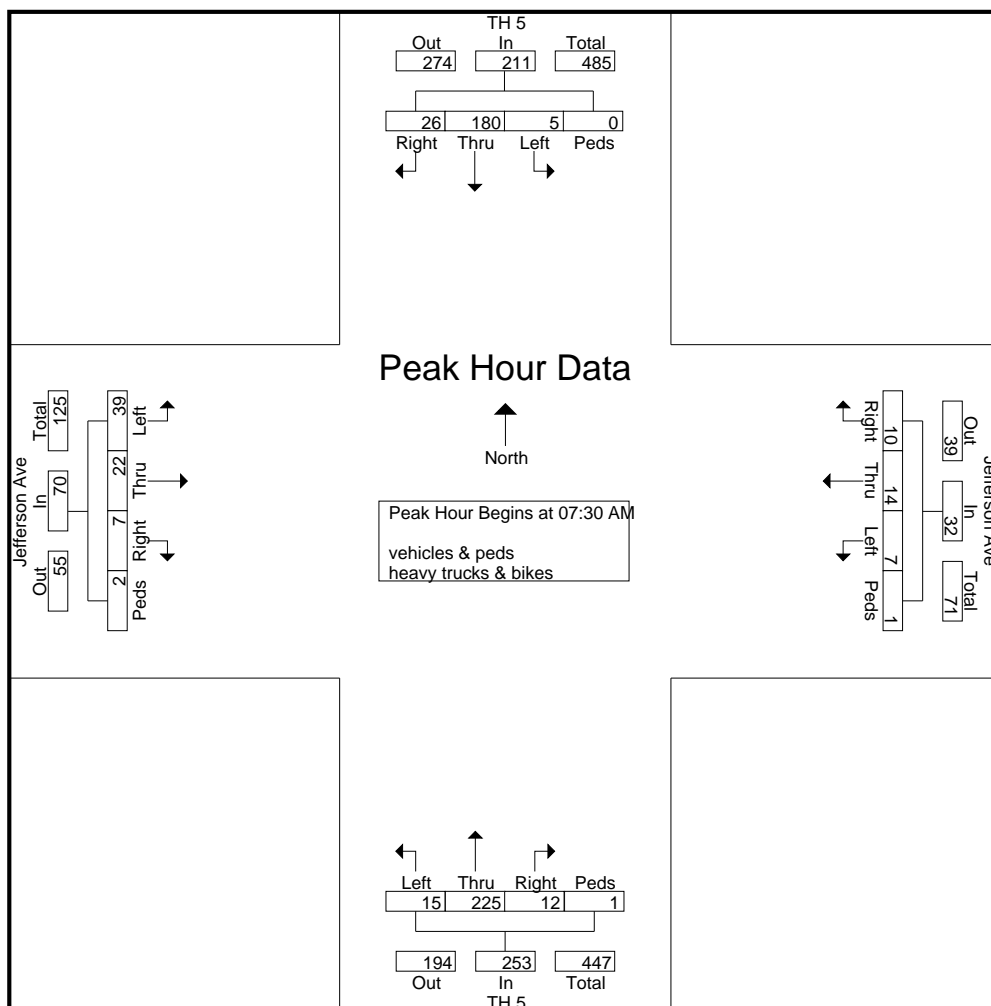 TH 5
Out In Total
274 211 485
26 180 5 0
Right Thru Left Peds
Peak Hour Data
North
Peak Hour Begins at 07:30 AM
vehicles & peds
heavy trucks & bikes
Jefferson Ave
Out In Total
55 70 125
Peds Right Thru Left
2 7 22 39
Jefferson Ave
Out In Total
39 32 71
Right Thru Left Peds
10 14 7 1
Left Thru Right Peds
15 225 12 1
194 253 447
Out In Total
TH 5